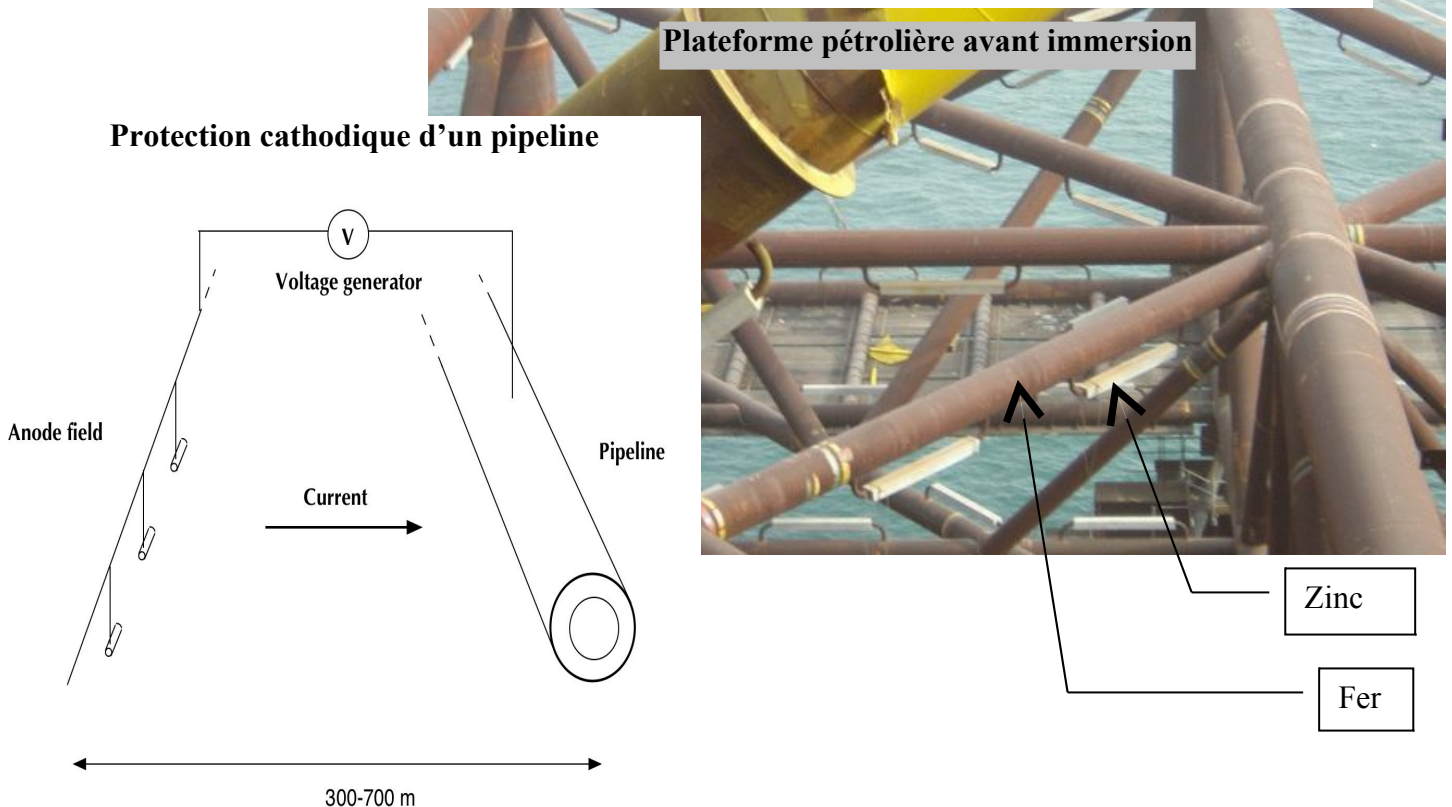 Plateforme pétrolière avant immersion
Protection cathodique d’un pipeline
V
Voltage generator
Anode field
Pipeline
Current
Zinc
Fer
300-700 m